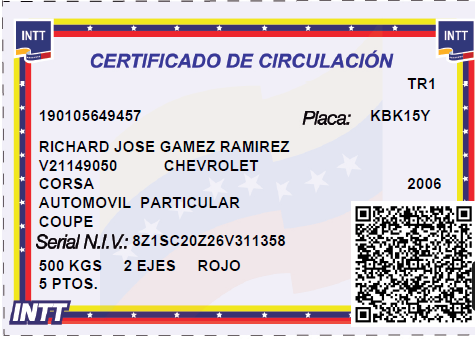 INTT
INTT
CERTIFICADO DE CIRCULACIÓN
TR1
190105649457 Placa: KBK15Y
RICHARD JOSE GAMEZ RAMIREZ
V21149050 CHEVROLET
CORSA 2006
AUTOMOVIL PARTICULAR
COUPE
Serial N.I.V.: 8Z1SC20Z26V311358
500 KGS 2 EJES ROJO
5 PTOS.
INTT